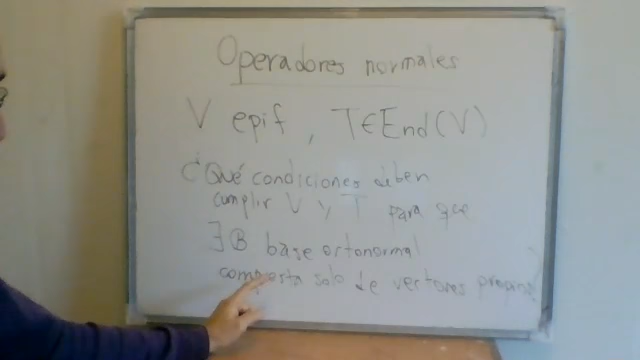 Operadores normales
V epif, T∈End(V)
¿Qué condiciones deben
cumplir V y T para que
∃ B base ortonormal
compuesta solo de vectores propios?